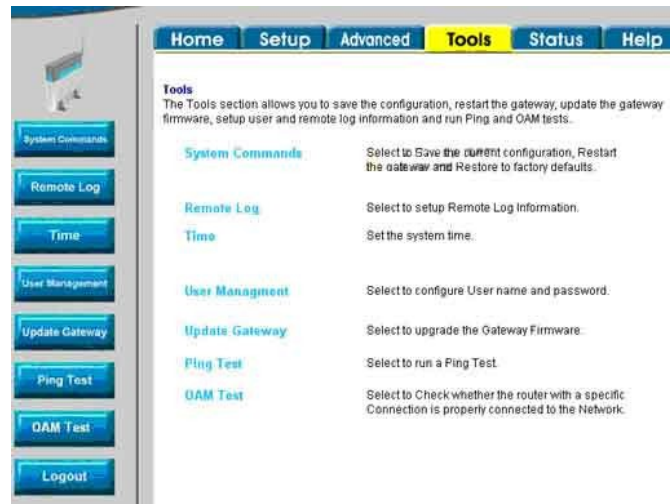 Home Setup Advanced Tools Status Help
System Commands
Remote Log
Time
User Management
Update Gateway
Ping Test
OAM Test
Logout
Tools
The Tools section allows you to save the configuration, restart the gateway, update the gateway
firmware, setup user and remote log information and run Ping and OAM tests.
System Commands Select to Save the current configuration, Restart
the gateway and Restore to factory defaults.
Remote Log Select to setup Remote Log Information.
Time Set the system time.
User Managment Select to configure User name and password.
Update Gateway Select to upgrade the Gateway Firmware.
Ping Test Select to run a Ping Test.
OAM Test Select to Check whether the router with a specific
Connection is properly connected to the Network.